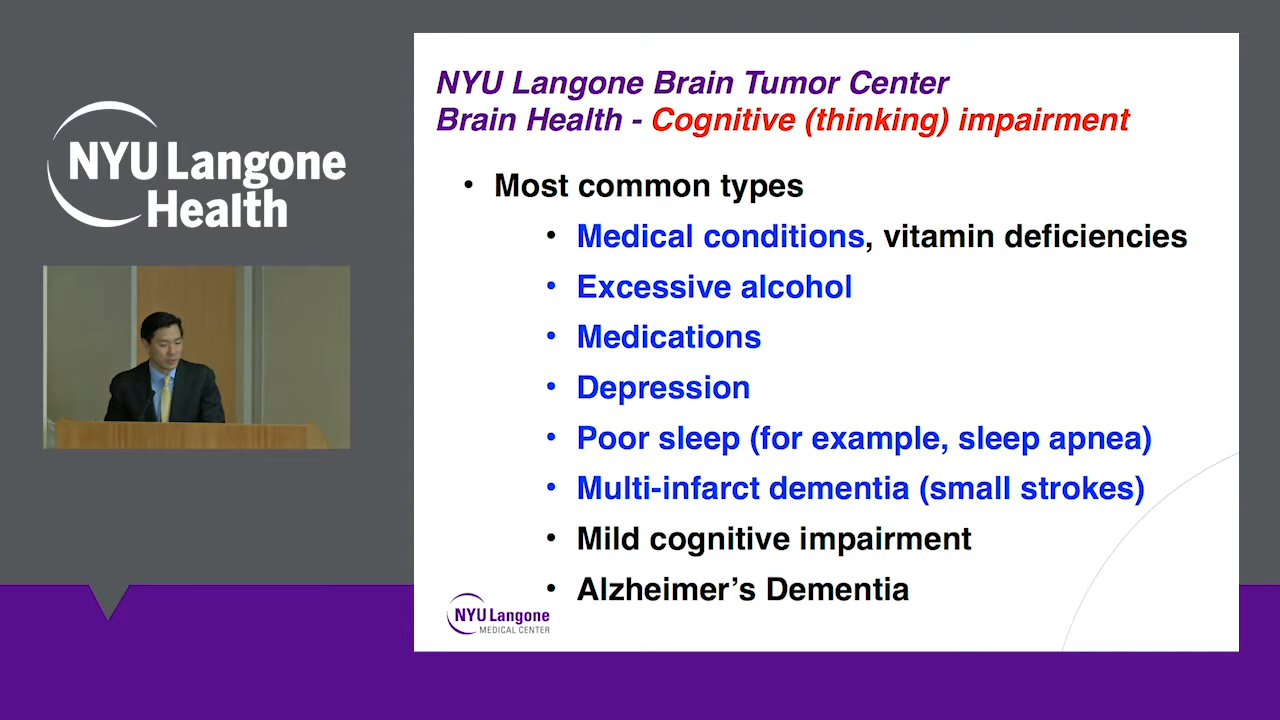 NYU Langone
Health
NYU Langone Brain Tumor Center
Brain Health - Cognitive (thinking) impairment
• Most common types
• Medical conditions, vitamin deficiencies
• Excessive alcohol
• Medications
• Depression
• Poor sleep (for example, sleep apnea)
• Multi-infarct dementia (small strokes)
• Mild cognitive impairment
• Alzheimer’s Dementia
NYU Langone
MEDICAL CENTER